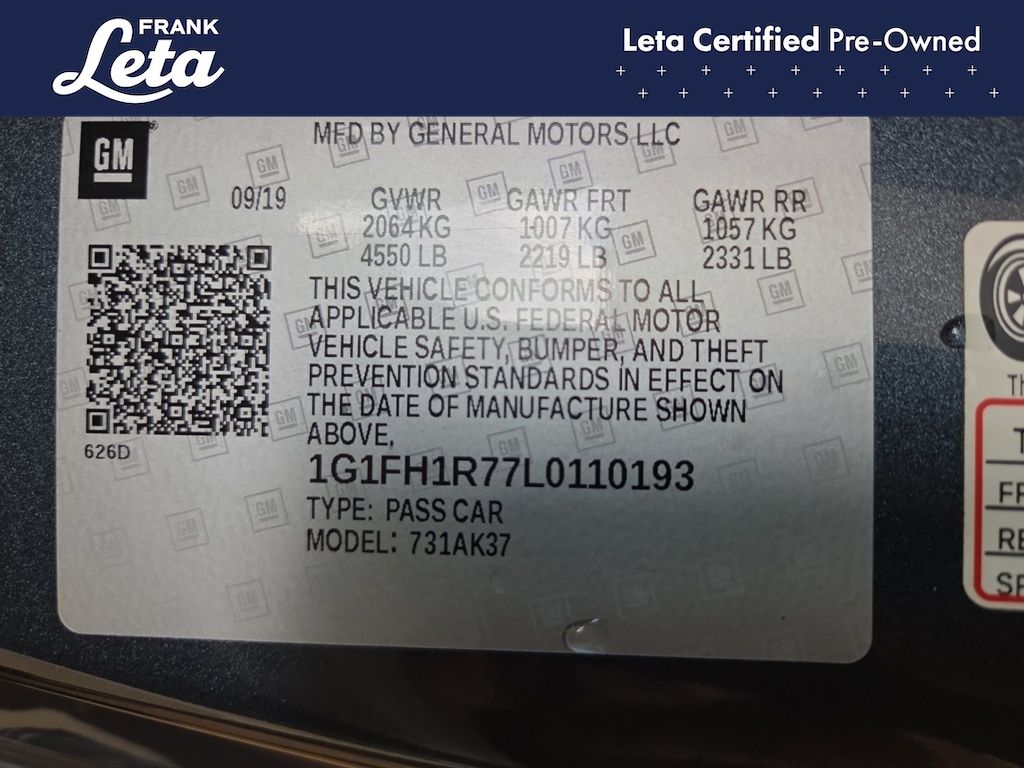 FRANK
Leta
Leta Certified Pre-Owned
GM
MFD BY GENERAL MOTORS LLC
09/19 GVWR GAWR FRT GAWR RR
2064 KG 1007 KG 1057 KG
4550 LB 2219 LB 2331 LB
THIS VEHICLE CONFORMS TO ALL
APPLICABLE U.S. FEDERAL MOTOR
VEHICLE SAFETY, BUMPER, AND THEFT
PREVENTION STANDARDS IN EFFECT ON
THE DATE OF MANUFACTURE SHOWN
ABOVE.
626D
1G1FH1R77L0110193
TYPE: PASS CAR
MODEL: 731AK37